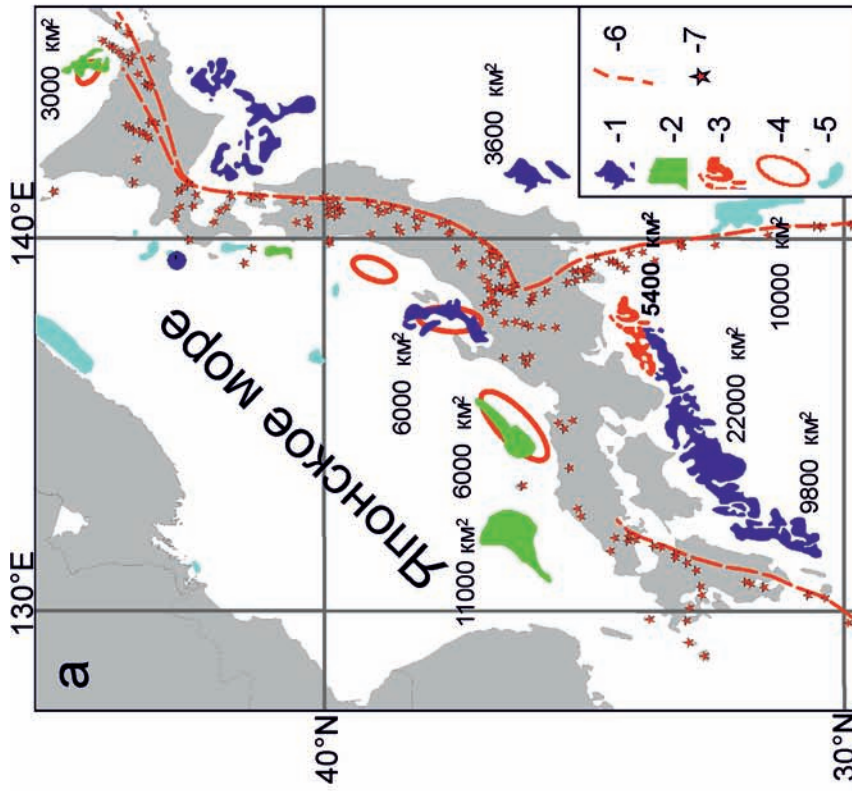 а
130°E
140°E
40°N
30°N
Японское Море
3000 км²
3600 км²
6000 км²
6000 км²
11000 км²
5400 км²
22000 км²
10000 км²
9800 км²
-1
-2
-3
-4
-5
-6
-7